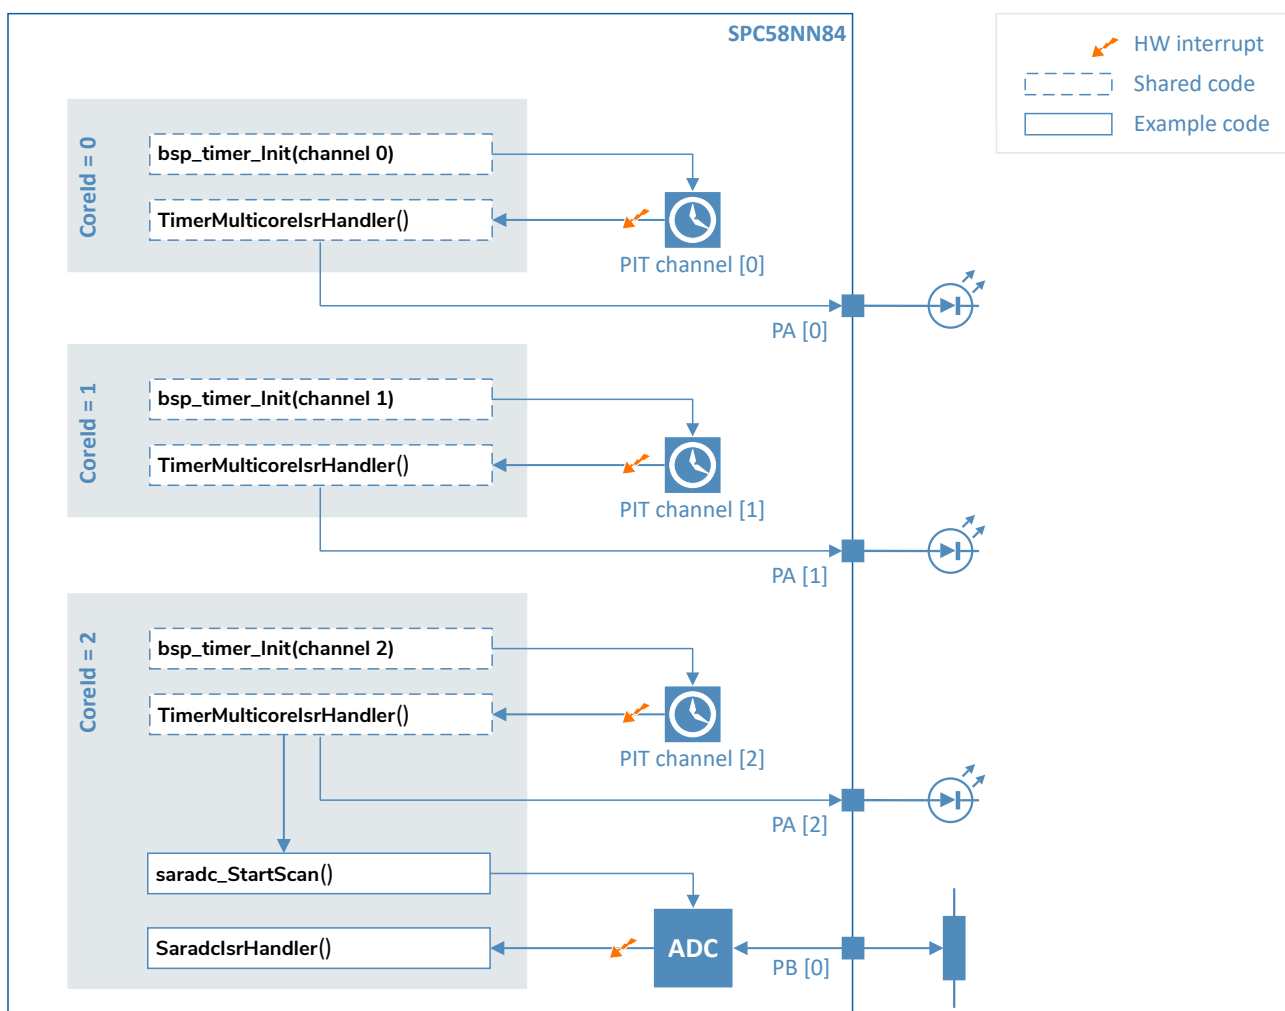 SPC58NN84
HW interrupt
Shared code
Example code
CoreId = 0
bsp_timer_Init(channel 0)
TimerMulticoreIsrHandler()
PIT channel [0]
PA [0]
CoreId = 1
bsp_timer_Init(channel 1)
TimerMulticoreIsrHandler()
PIT channel [1]
PA [1]
CoreId = 2
bsp_timer_Init(channel 2)
TimerMulticoreIsrHandler()
PIT channel [2]
PA [2]
saradc_StartScan()
SaradcIsrHandler()
ADC
PB [0]